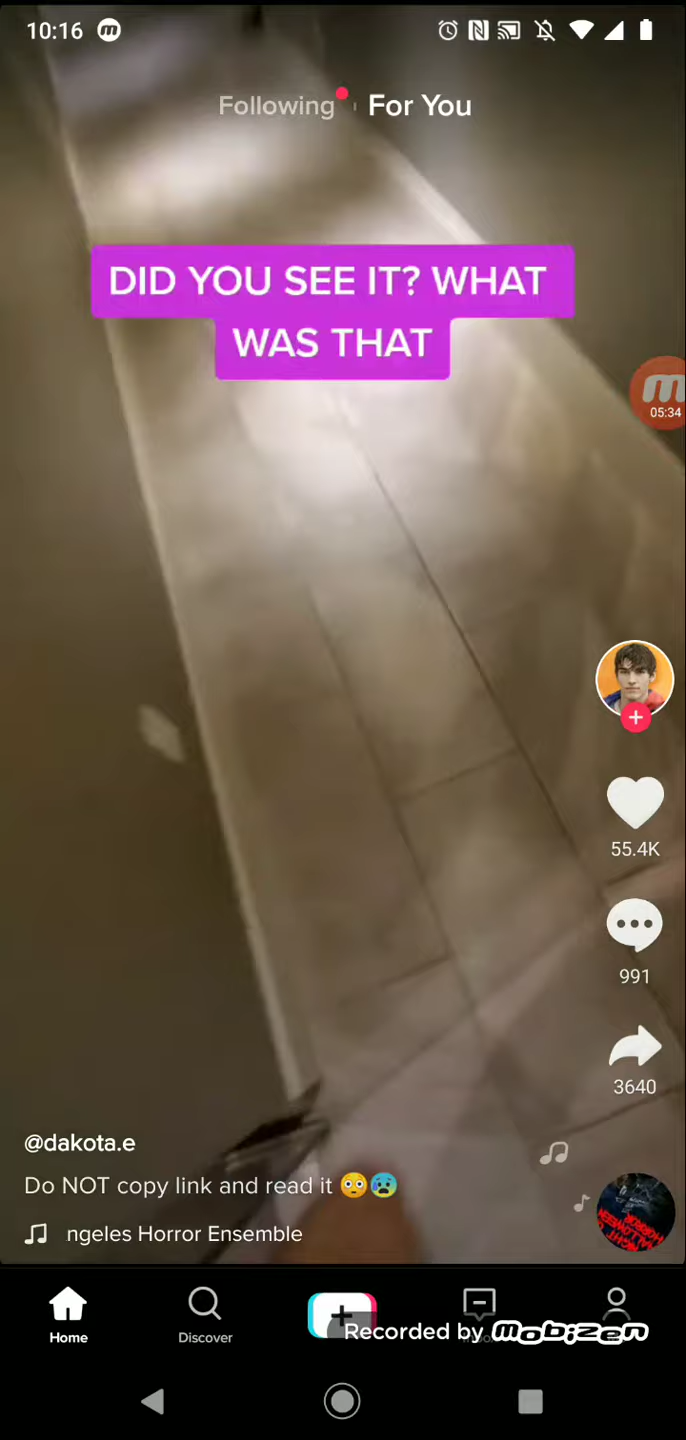 10:16
Following
For You
DID YOU SEE IT? WHAT
WAS THAT
05:34
55.4K
991
3640
@dakota.e
Do NOT copy link and read it 😳😰
ngeles Horror Ensemble
Home
Discover
Recorded by mobizen